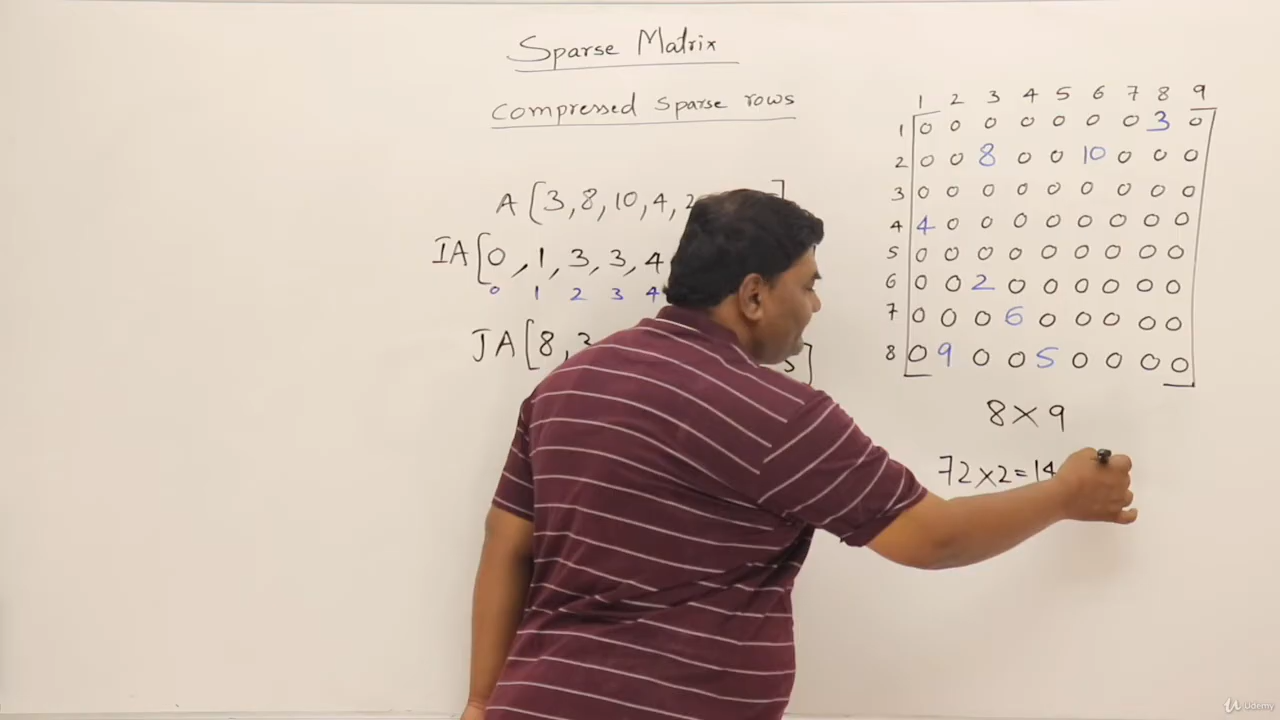 Sparse Matrix
Compressed Sparse rows
A [3, 8, 10, 4, 2
IA [0, 1, 3, 3, 4
0 1 2 3 4
JA [8, 3
5]
1 2 3 4 5 6 7 8 9
1 0 0 0 0 0 0 0 3 0
2 0 0 8 0 0 10 0 0 0
3 0 0 0 0 0 0 0 0 0
4 4 0 0 0 0 0 0 0 0
5 0 0 0 0 0 0 0 0 0
6 0 0 2 0 0 0 0 0 0
7 0 0 0 6 0 0 0 0 0
8 0 9 0 0 5 0 0 0 0
8 × 9
72 × 2 = 14
Udemy